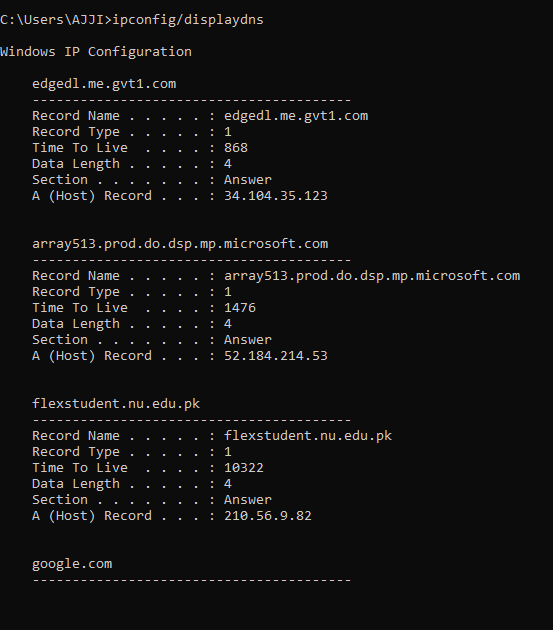 C:\Users\AJJI>ipconfig/displaydns
Windows IP Configuration
edgedl.me.gvt1.com
----------------------------------------
Record Name . . . . . : edgedl.me.gvt1.com
Record Type . . . . . : 1
Time To Live  . . . . : 868
Data Length . . . . . : 4
Section . . . . . . . : Answer
A (Host) Record . . . : 34.104.35.123
array513.prod.do.dsp.mp.microsoft.com
----------------------------------------
Record Name . . . . . : array513.prod.do.dsp.mp.microsoft.com
Record Type . . . . . : 1
Time To Live  . . . . : 1476
Data Length . . . . . : 4
Section . . . . . . . : Answer
A (Host) Record . . . : 52.184.214.53
flexstudent.nu.edu.pk
----------------------------------------
Record Name . . . . . : flexstudent.nu.edu.pk
Record Type . . . . . : 1
Time To Live  . . . . : 10322
Data Length . . . . . : 4
Section . . . . . . . : Answer
A (Host) Record . . . : 210.56.9.82
google.com
----------------------------------------